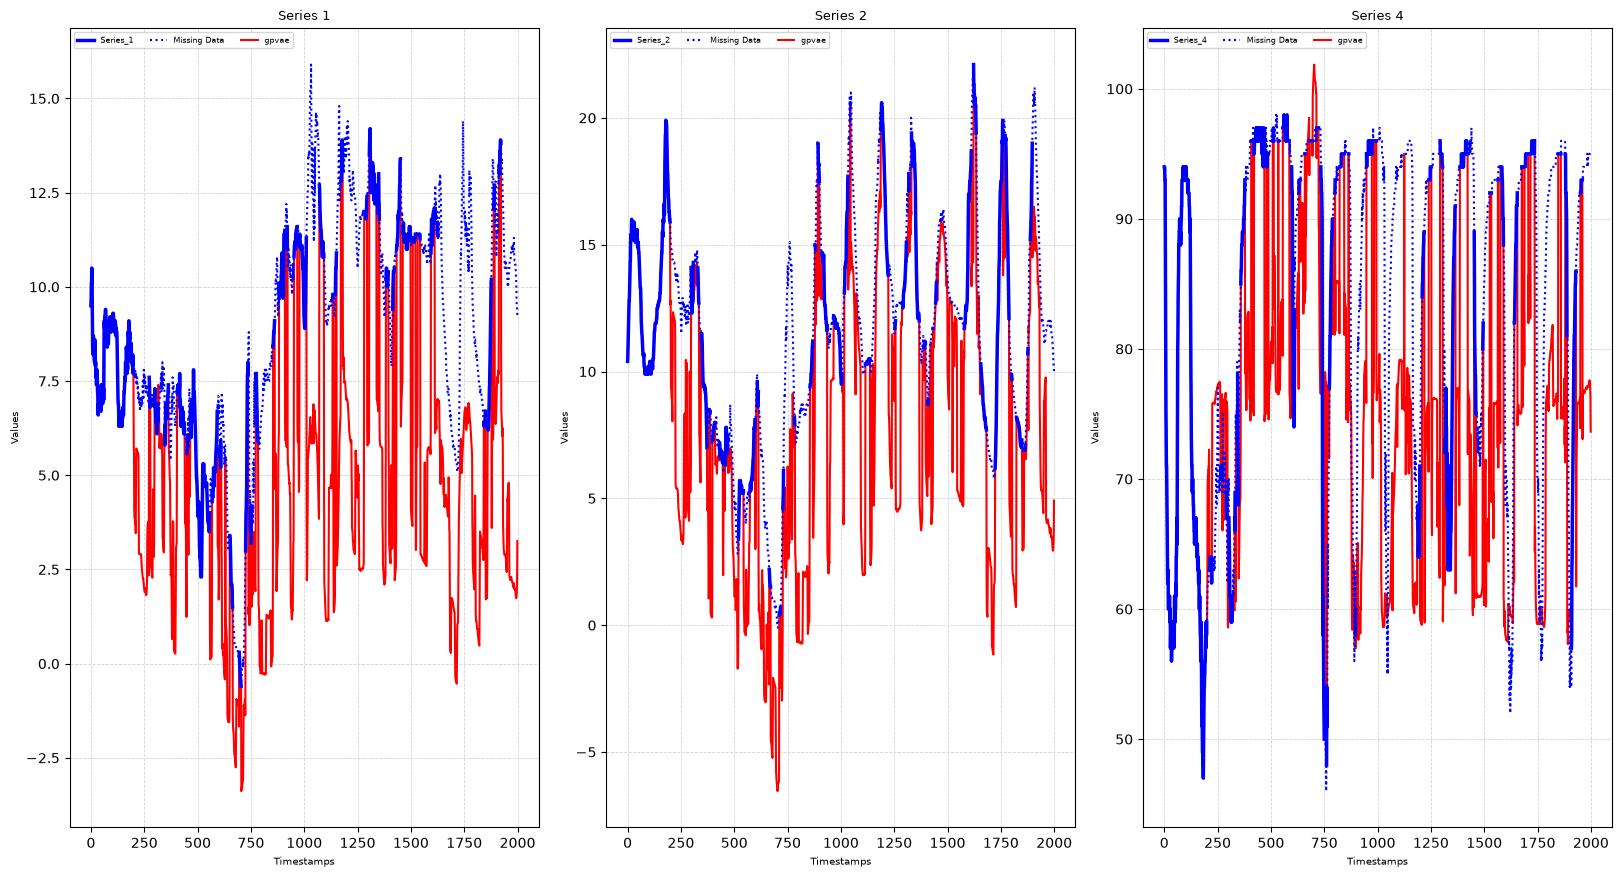 Series 1
Series_1 Missing Data gpvae
15.0
12.5
10.0
7.5
5.0
2.5
0.0
−2.5
Values
0 250 500 750 1000 1250 1500 1750 2000
Timestamps
Series 2
Series_2 Missing Data gpvae
20
15
10
5
0
−5
Values
0 250 500 750 1000 1250 1500 1750 2000
Timestamps
Series 4
Series_4 Missing Data gpvae
100
90
80
70
60
50
Values
0 250 500 750 1000 1250 1500 1750 2000
Timestamps